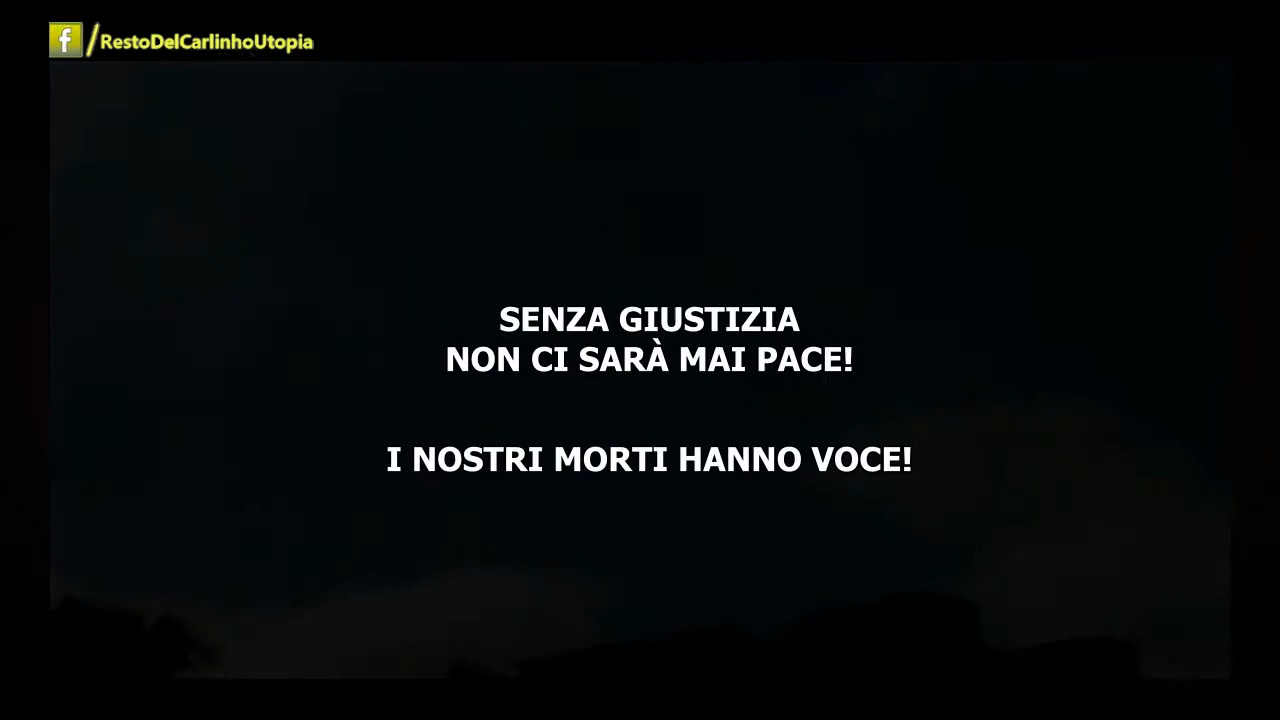 f/RestoDelCarlinhoUtopia
SENZA GIUSTIZIA
NON CI SARÀ MAI PACE!
I NOSTRI MORTI HANNO VOCE!